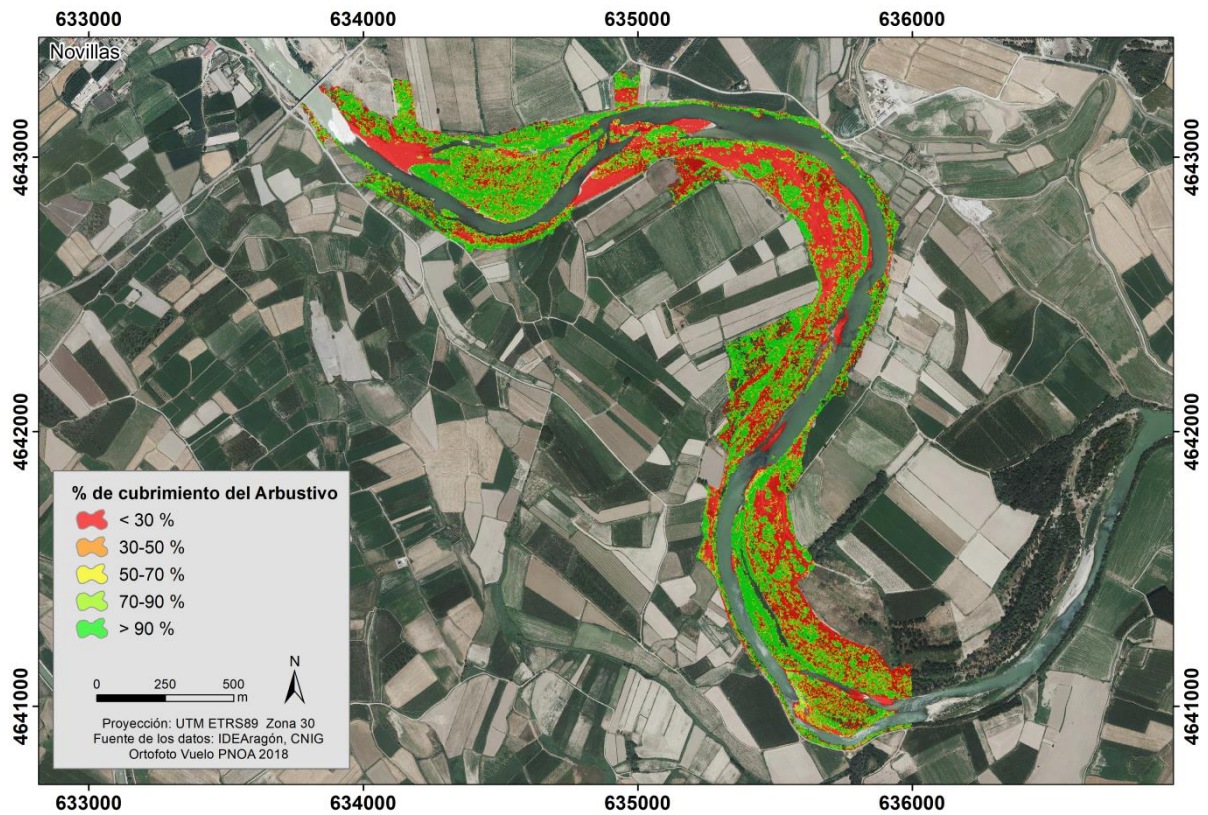 633000 634000 635000 636000
Novillas
4643000 4643000
4642000 4642000
% de cubrimiento del Arbustivo
< 30 %
30-50 %
50-70 %
70-90 %
> 90 %
N
0 250 500
m
Proyección: UTM ETRS89 Zona 30
Fuente de los datos: IDEAragón, CNIG
Ortofoto Vuelo PNOA 2018
4641000 4641000
633000 634000 635000 636000